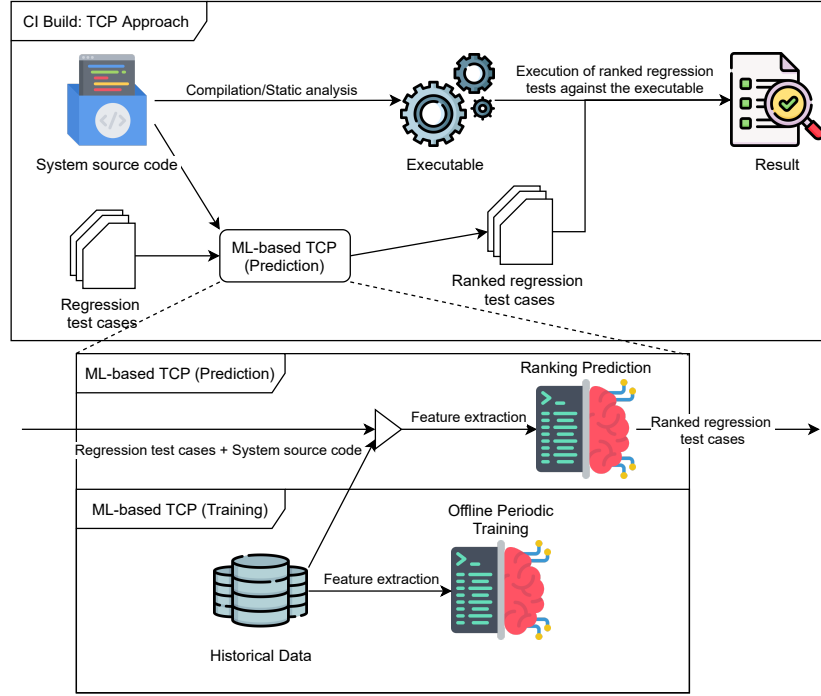 CI Build: TCP Approach
Compilation/Static analysis
Execution of ranked regression
tests against the executable
System source code
Executable
Result
ML-based TCP
(Prediction)
Regression
test cases
Ranked regression
test cases
ML-based TCP (Prediction)
Ranking Prediction
Feature extraction
Ranked regression
test cases
Regression test cases + System source code
ML-based TCP (Training)
Offline Periodic
Training
Feature extraction
Historical Data